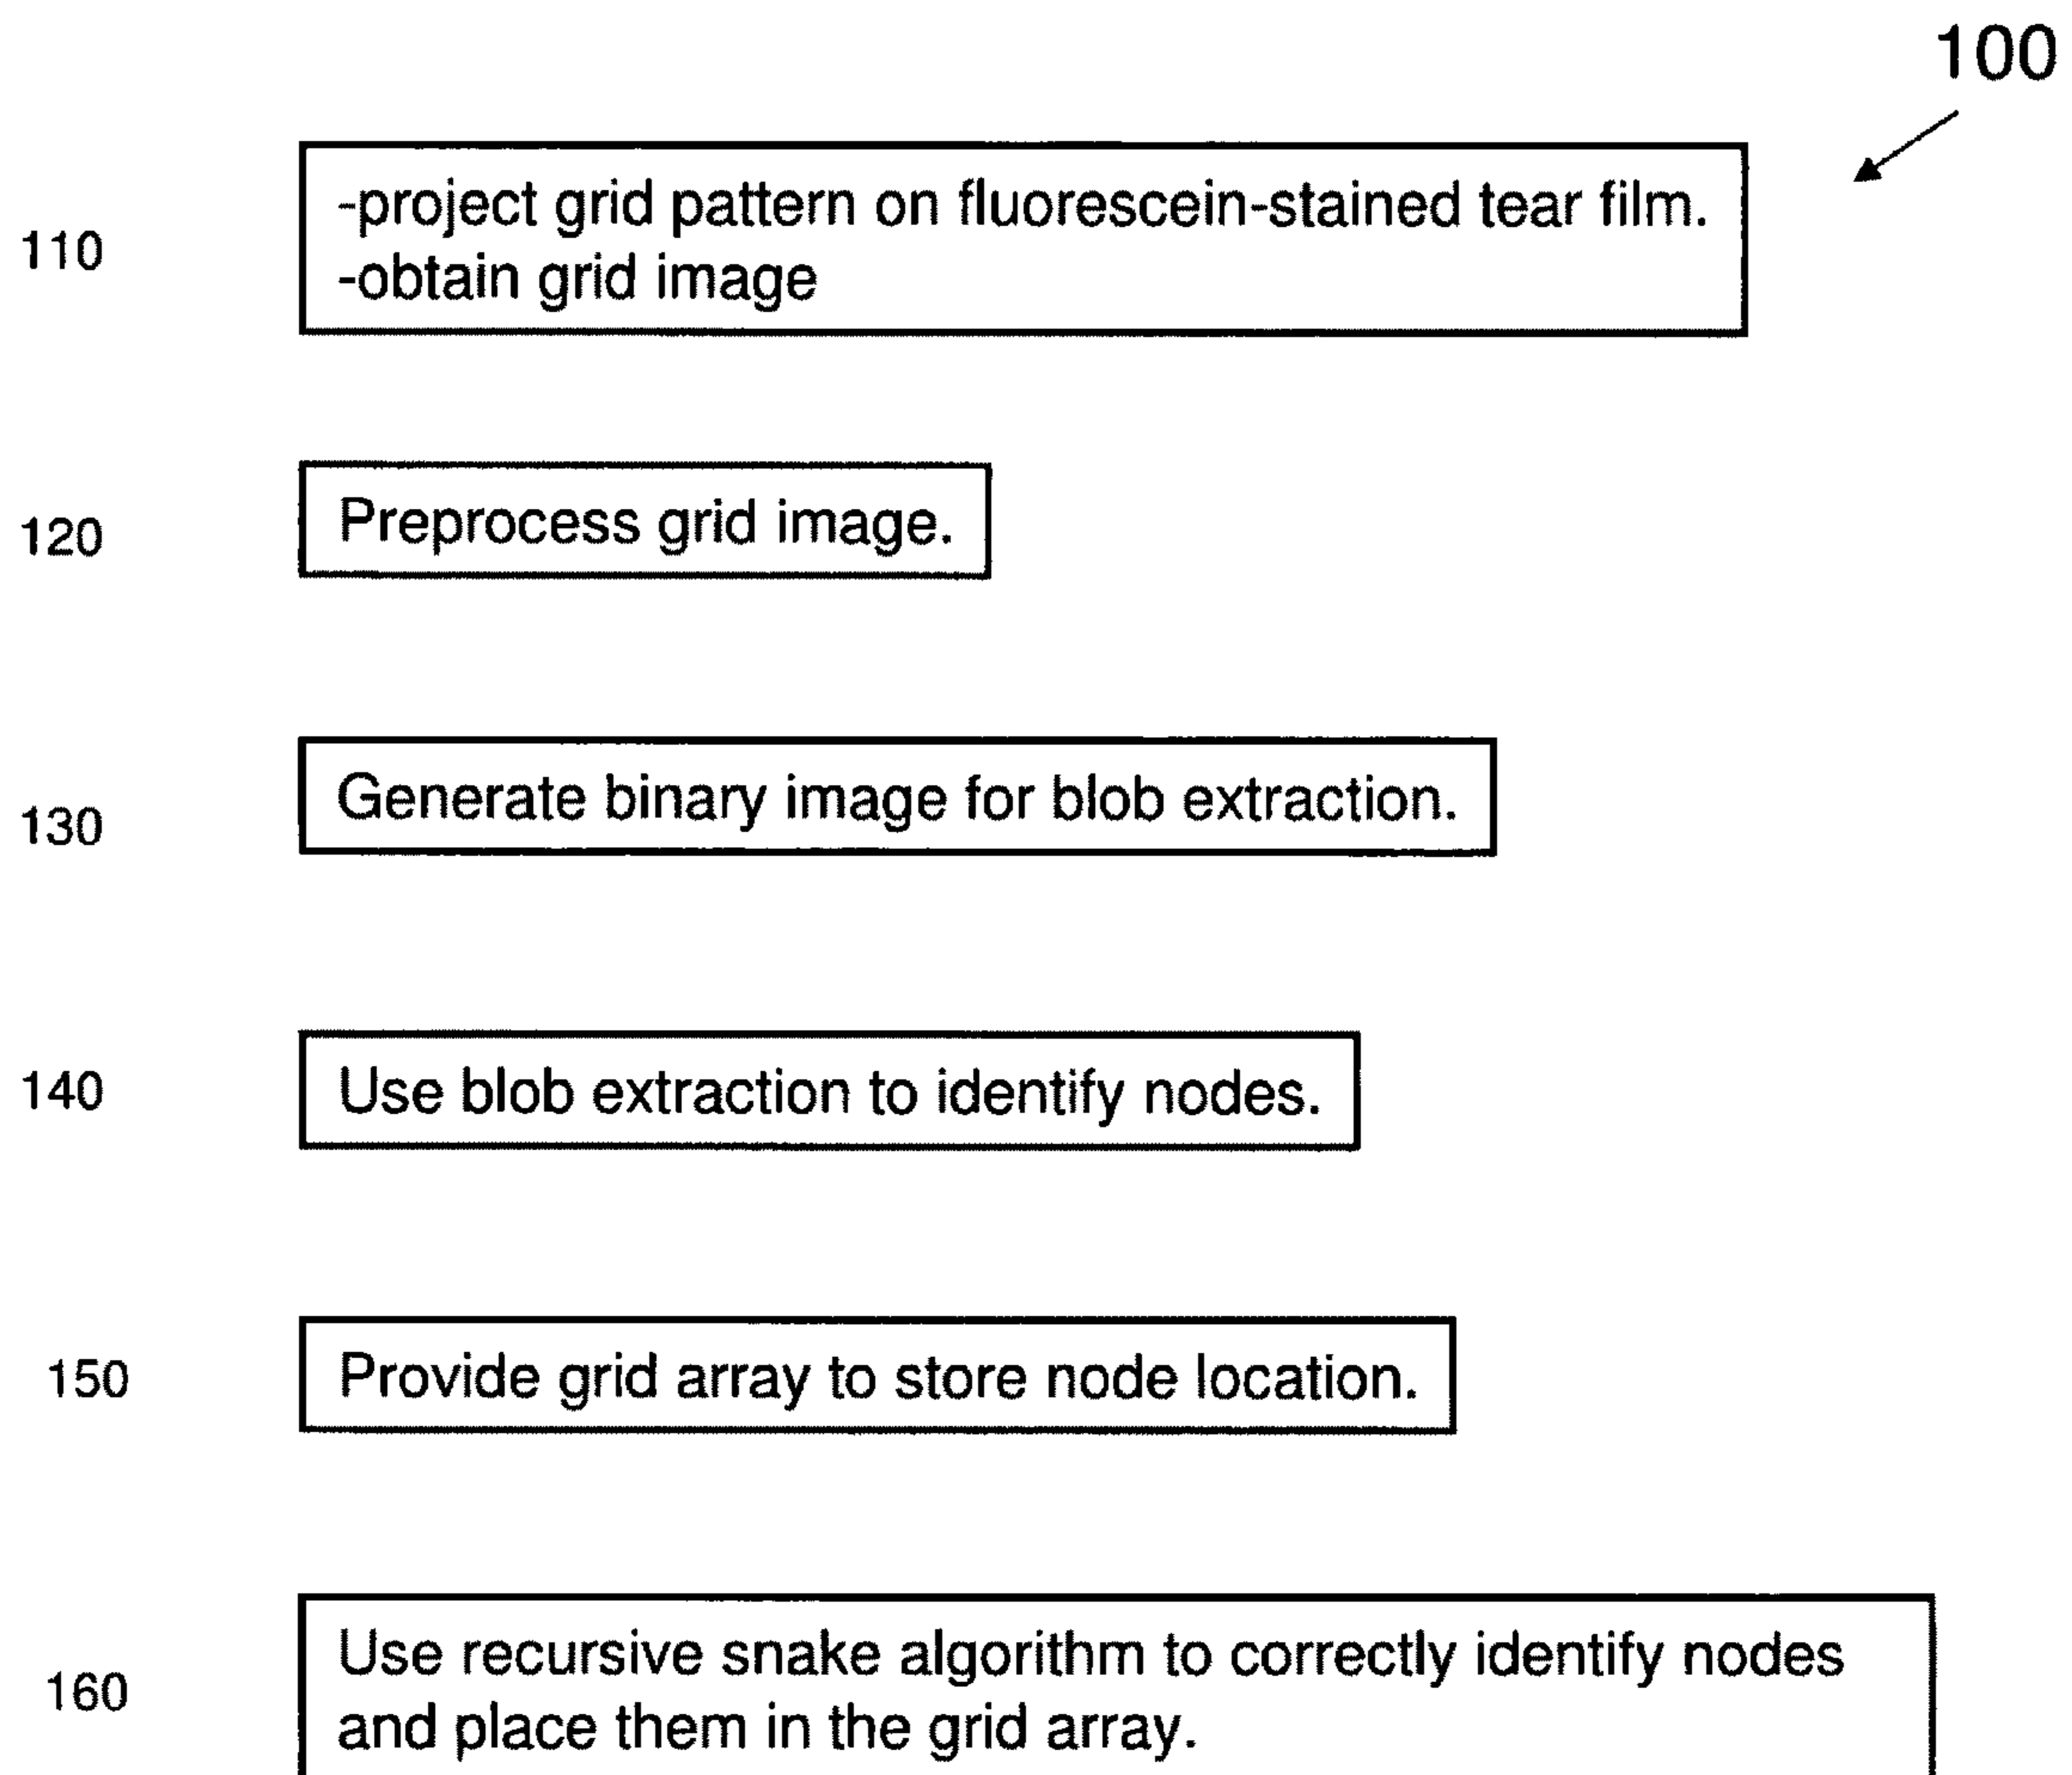 100
110
-project grid pattern on fluorescein-stained tear film.
-obtain grid image
120
Preprocess grid image.
130
Generate binary image for blob extraction.
140
Use blob extraction to identify nodes.
150
Provide grid array to store node location.
160
Use recursive snake algorithm to correctly identify nodes
and place them in the grid array.